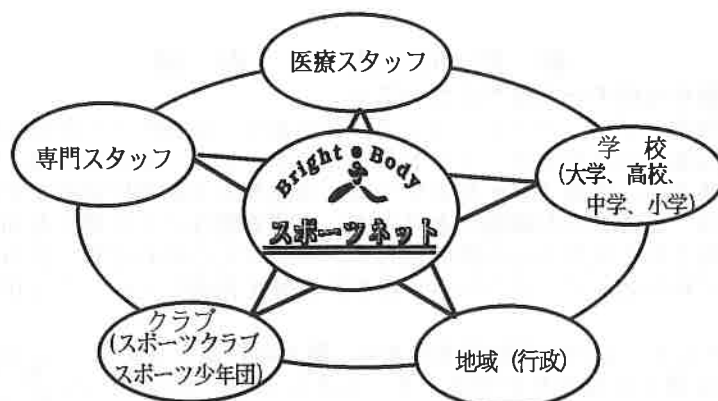 医療スタッフ
専門スタッフ
Bright Body
スポーツネット
学 校
(大学、高校、
中学、小学)
クラブ
(スポーツクラブ
スポーツ少年団)
地域（行政）